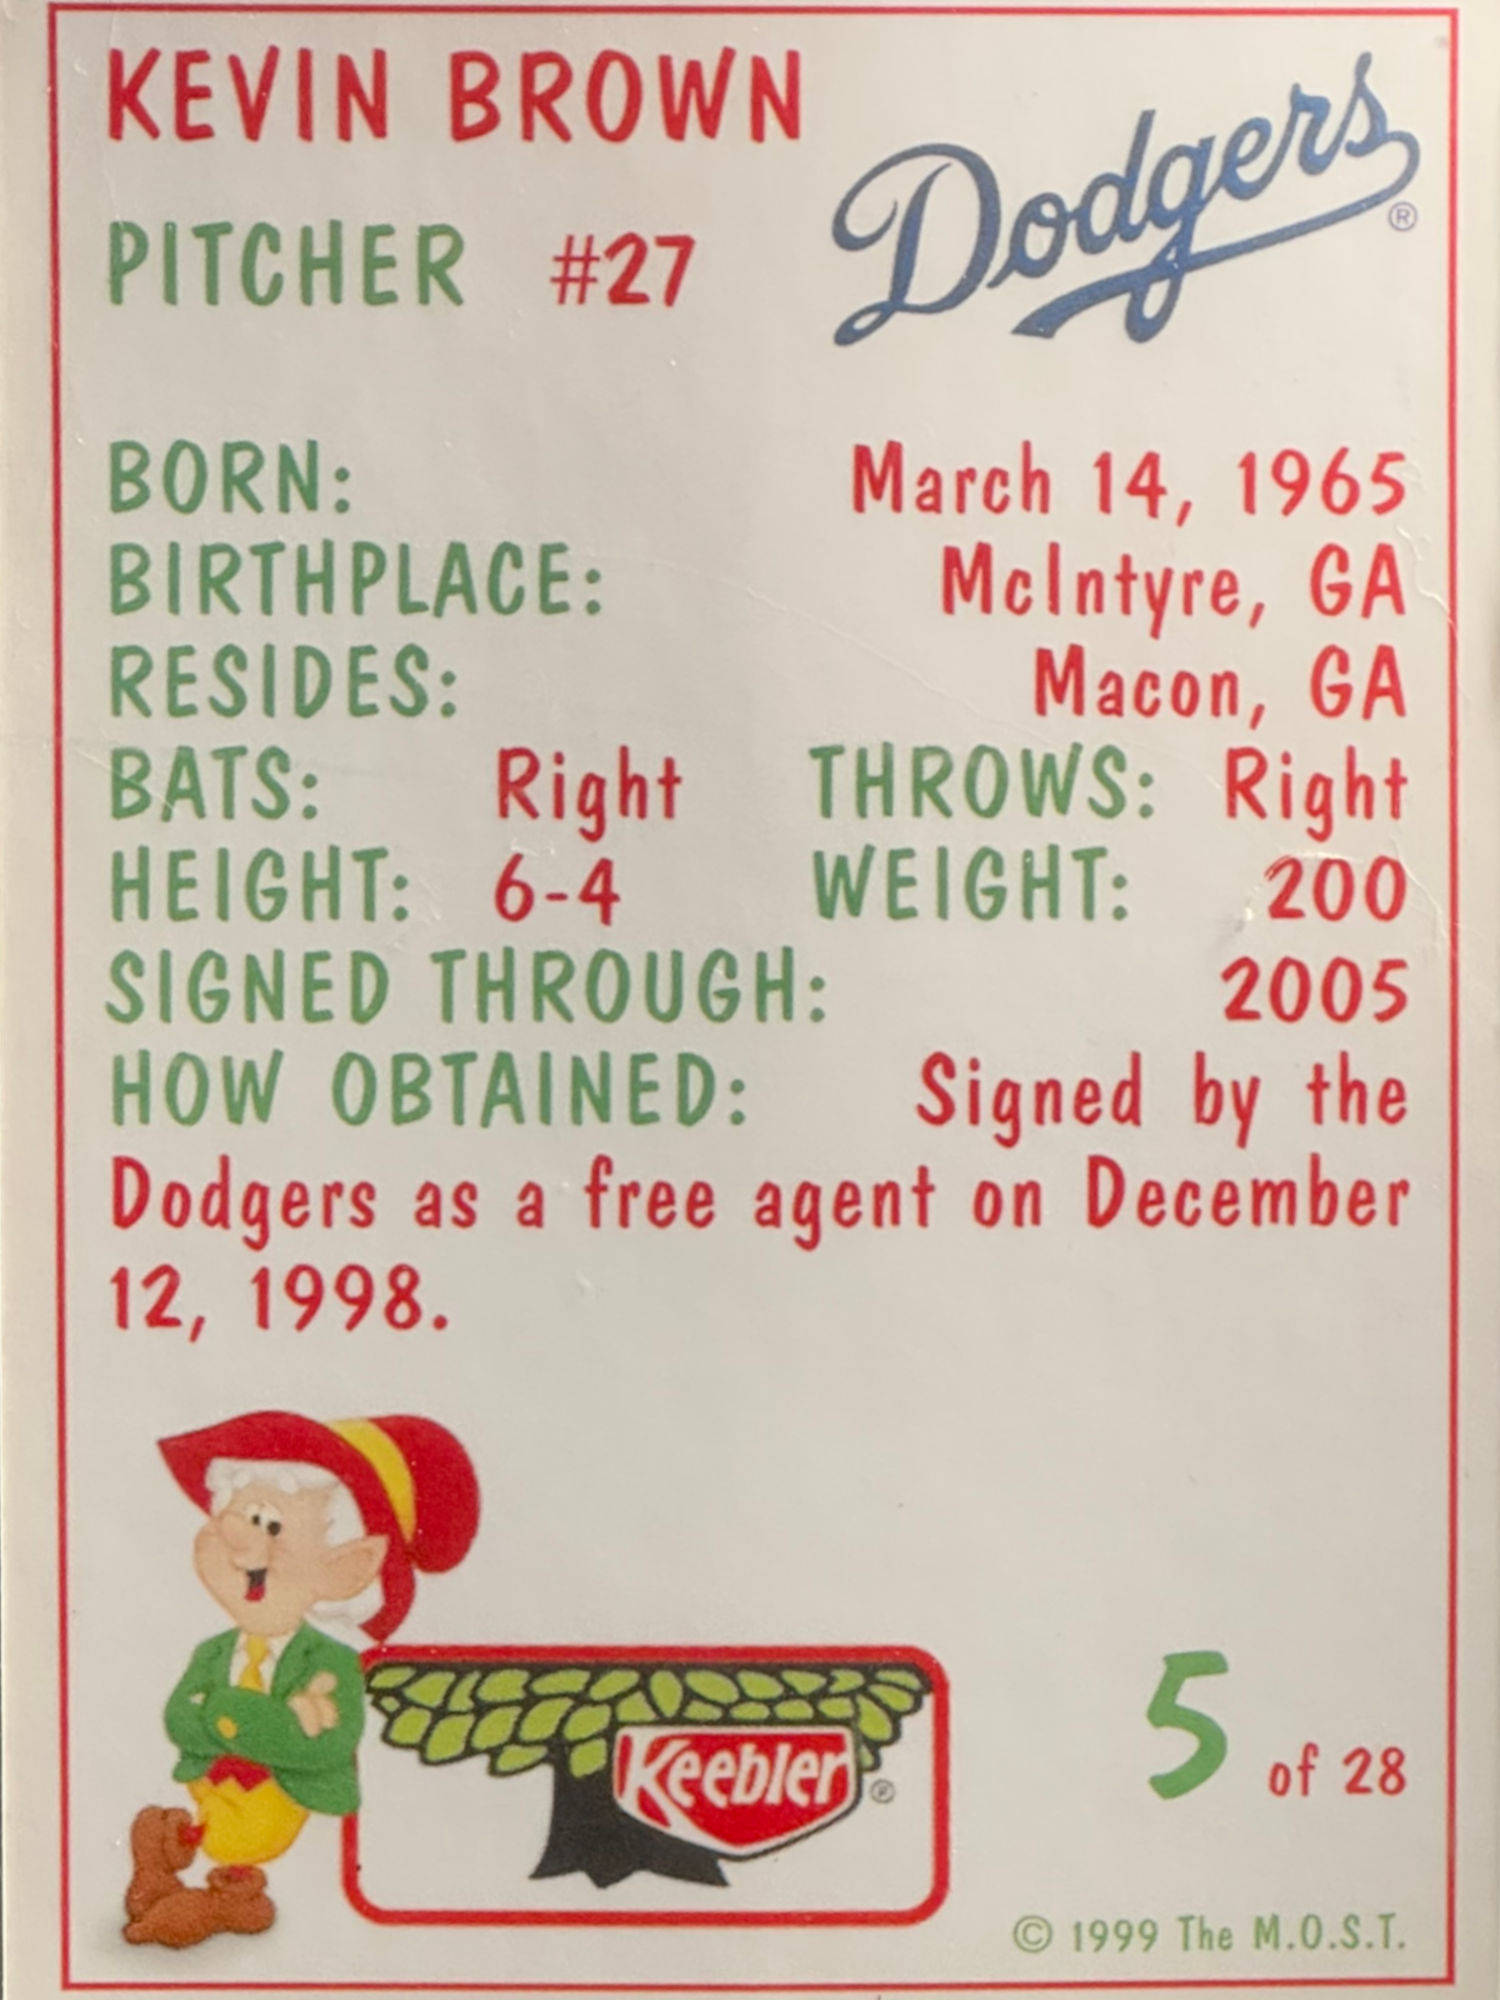 KEVIN BROWN
Dodgers®
PITCHER #27
BORN: March 14, 1965
BIRTHPLACE: McIntyre, GA
RESIDES: Macon, GA
BATS: Right THROWS: Right
HEIGHT: 6-4 WEIGHT: 200
SIGNED THROUGH: 2005
HOW OBTAINED: Signed by the
Dodgers as a free agent on December
12, 1998.
Keebler®
5 of 28
© 1999 The M.O.S.T.